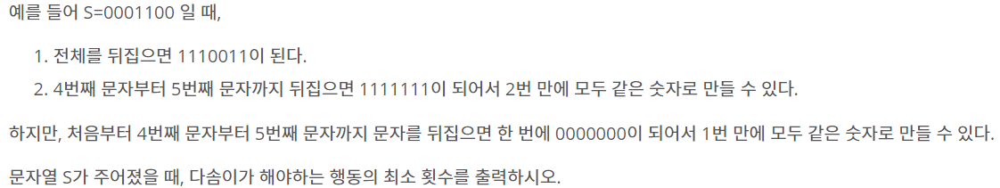 예를 들어 S=0001100 일 때,
1. 전체를 뒤집으면 1110011이 된다.
2. 4번째 문자부터 5번째 문자까지 뒤집으면 1111111이 되어서 2번 만에 모두 같은 숫자로 만들 수 있다.
하지만, 처음부터 4번째 문자부터 5번째 문자까지 문자를 뒤집으면 한 번에 0000000이 되어서 1번 만에 모두 같은 숫자로 만들 수 있다.
문자열 S가 주어졌을 때, 다솜이가 해야하는 행동의 최소 횟수를 출력하시오.